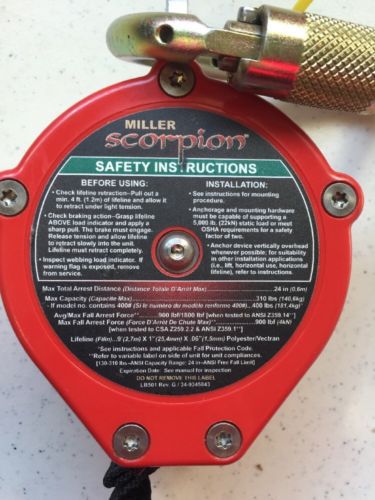 MILLER
scorpion
SAFETY INSTRUCTIONS
BEFORE USING:
• Check lifeline retraction-Pull out a
min. 4 ft. (1.2m) of lifeline and allow it
to retract under light tension.
• Check braking action-Grasp lifeline
ABOVE load indicator and apply a
sharp pull. The brake must engage.
Release tension and allow lifeline
to retract slowly into the unit.
Lifeline must retract completely.
• Inspect webbing load indicator. If
warning flag is exposed, remove
from service.
INSTALLATION:
• See instructions for mounting
procedure.
• Anchorage and mounting hardware
must be capable of supporting a
5,000 lb. (22kN) static load or meet
OSHA requirements for a safety
factor of two.
• Anchor device vertically overhead
whenever possible; for suitability
in other installation applications
(i.e., lift, horizontal use, horizontal
lifeline), refer to instructions.
Max Total Arrest Distance (Distance Totale D'Arrêt Max) 24 in (0,6m)
Max Capacity (Capacite Max) 310 lbs (140,6kg)
- If model no. contains 400# (Si le numéro du modèle renforme 400#) 400 lbs (181,4kg)*
Avg/Max Fall Arrest Force** 900 lbf/1800 lbf [when tested to ANSI Z359.14**]
Max Fall Arrest Force (Force D'Arrêt De Chute Max) 900 lbf (4kN)
[when tested to CSA Z259.2.2 & ANSI Z359.1**]
Lifeline (Filin) 9'(2,7m) X 1" (25,4mm) X .06"(1.5mm) Polyester/Vectran
*See instructions and applicable Fall Protection Code.
**Refer to variable label on side of unit for unit compliances.
[130-310 lbs-ANSI Capacity Range: 24 in-ANSI Free Fall Limit]
Expiration Date: See manual for inspection
DO NOT REMOVE THIS LABEL
LB501 Rev. G / 34-9345043